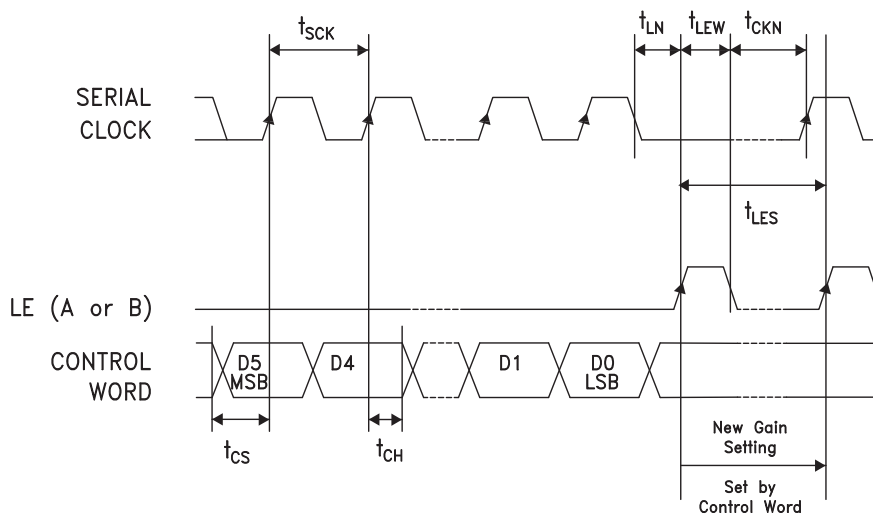 tSCK
tLN
tLEW
tCKN
SERIAL
CLOCK
tLES
LE (A or B)
CONTROL
WORD
D5
MSB
D4
D1
D0
LSB
tCS
tCH
New Gain
Setting
Set by
Control Word